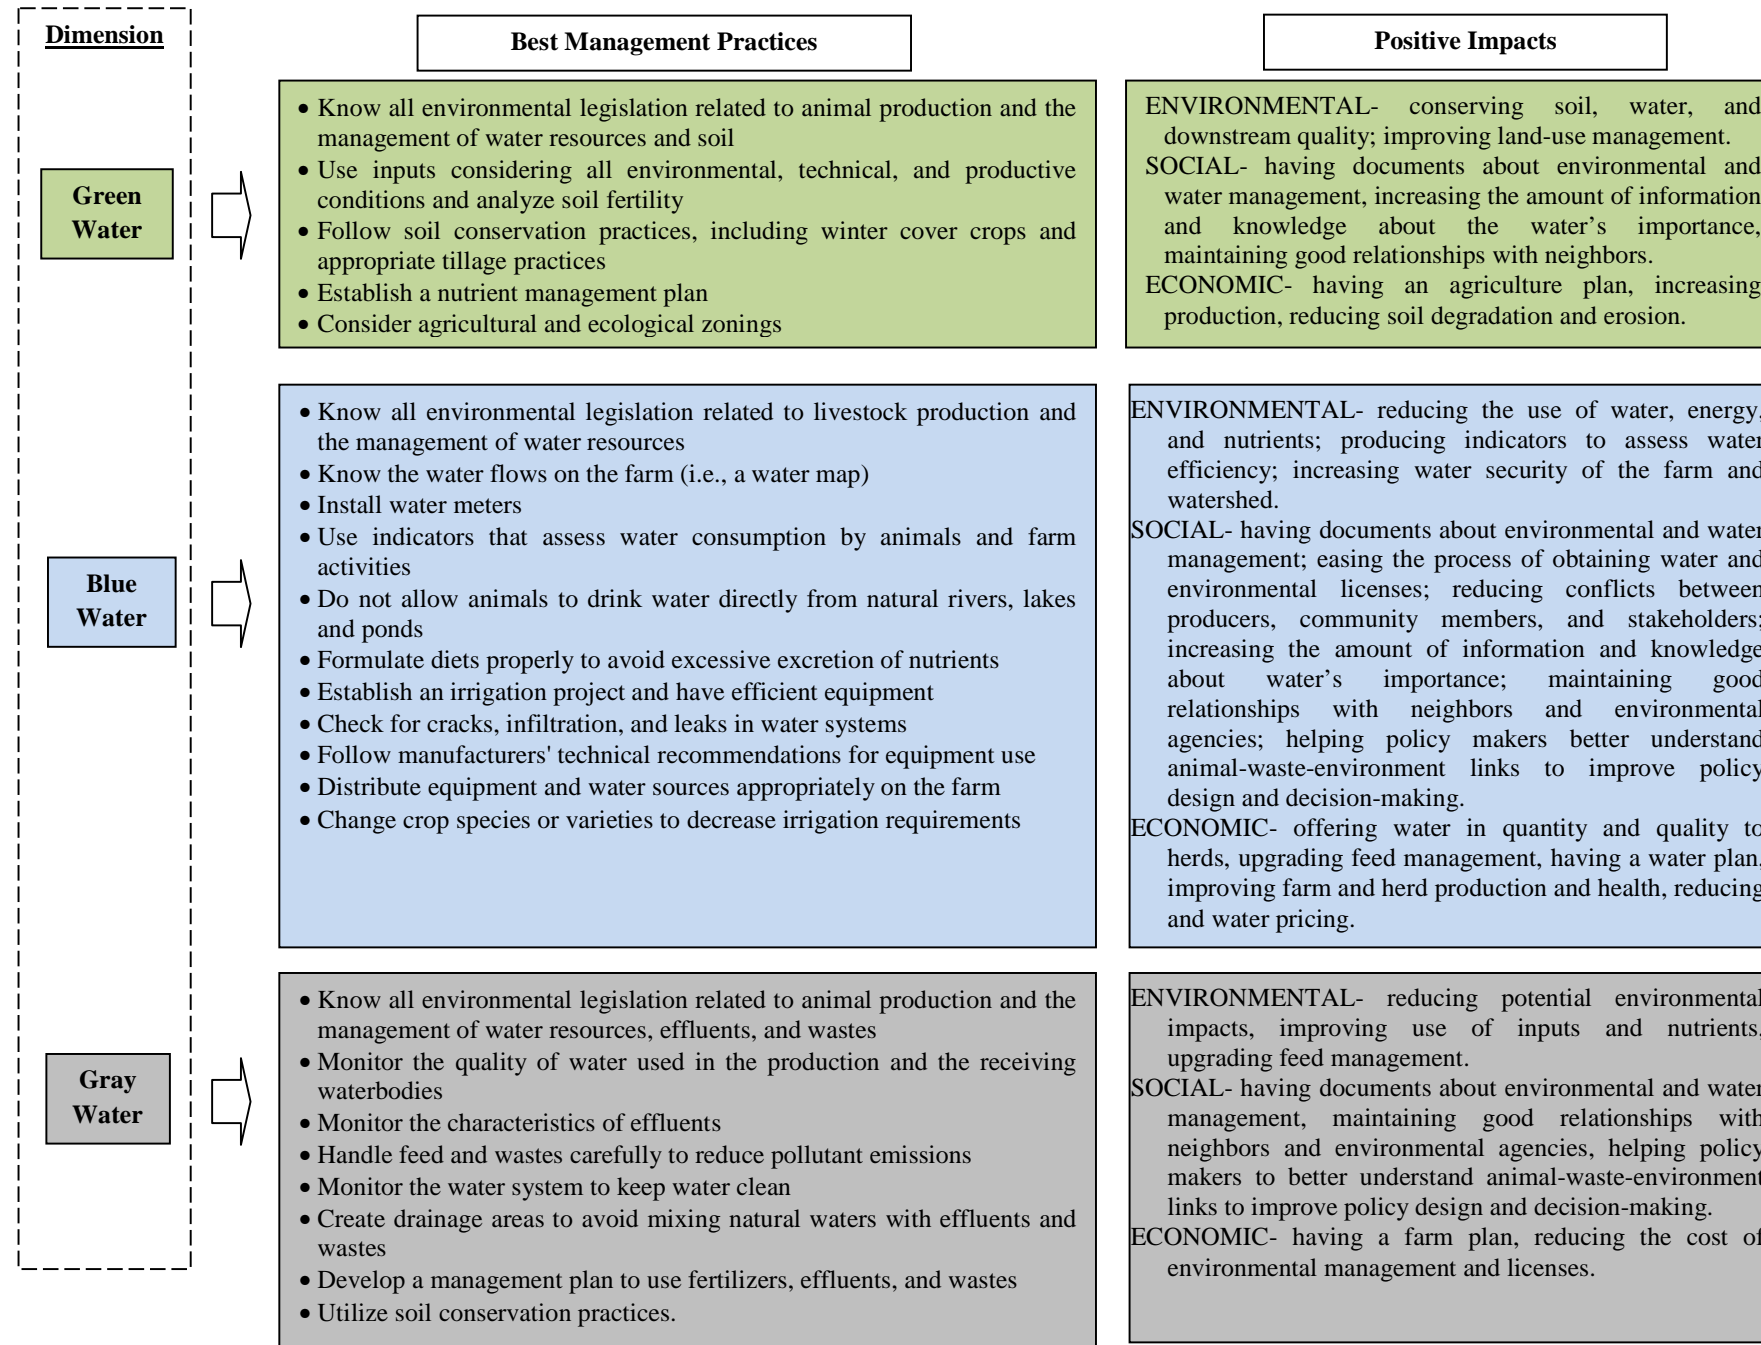 Dimension
Best Management Practices
Positive Impacts
Green
Water
• Know all environmental legislation related to animal production and the
management of water resources and soil
• Use inputs considering all environmental, technical, and productive
conditions and analyze soil fertility
• Follow soil conservation practices, including winter cover crops and
appropriate tillage practices
• Establish a nutrient management plan
• Consider agricultural and ecological zonings
ENVIRONMENTAL- conserving soil, water, and
downstream quality; improving land-use management.
SOCIAL- having documents about environmental and
water management, increasing the amount of information
and knowledge about the water’s importance,
maintaining good relationships with neighbors.
ECONOMIC- having an agriculture plan, increasing
production, reducing soil degradation and erosion.
Blue
Water
• Know all environmental legislation related to livestock production and
the management of water resources
• Know the water flows on the farm (i.e., a water map)
• Install water meters
• Use indicators that assess water consumption by animals and farm
activities
• Do not allow animals to drink water directly from natural rivers, lakes
and ponds
• Formulate diets properly to avoid excessive excretion of nutrients
• Establish an irrigation project and have efficient equipment
• Check for cracks, infiltration, and leaks in water systems
• Follow manufacturers' technical recommendations for equipment use
• Distribute equipment and water sources appropriately on the farm
• Change crop species or varieties to decrease irrigation requirements
ENVIRONMENTAL- reducing the use of water, energy,
and nutrients; producing indicators to assess water
efficiency; increasing water security of the farm and
watershed.
SOCIAL- having documents about environmental and water
management; easing the process of obtaining water and
environmental licenses; reducing conflicts between
producers, community members, and stakeholders;
increasing the amount of information and knowledge
about water’s importance; maintaining good
relationships with neighbors and environmental
agencies; helping policy makers better understand
animal-waste-environment links to improve policy
design and decision-making.
ECONOMIC- offering water in quantity and quality to
herds, upgrading feed management, having a water plan,
improving farm and herd production and health, reducing
and water pricing.
Gray
Water
• Know all environmental legislation related to animal production and the
management of water resources, effluents, and wastes
• Monitor the quality of water used in the production and the receiving
waterbodies
• Monitor the characteristics of effluents
• Handle feed and wastes carefully to reduce pollutant emissions
• Monitor the water system to keep water clean
• Create drainage areas to avoid mixing natural waters with effluents and
wastes
• Develop a management plan to use fertilizers, effluents, and wastes
• Utilize soil conservation practices.
ENVIRONMENTAL- reducing potential environmental
impacts, improving use of inputs and nutrients,
upgrading feed management.
SOCIAL- having documents about environmental and water
management, maintaining good relationships with
neighbors and environmental agencies, helping policy
makers to better understand animal-waste-environment
links to improve policy design and decision-making.
ECONOMIC- having a farm plan, reducing the cost of
environmental management and licenses.